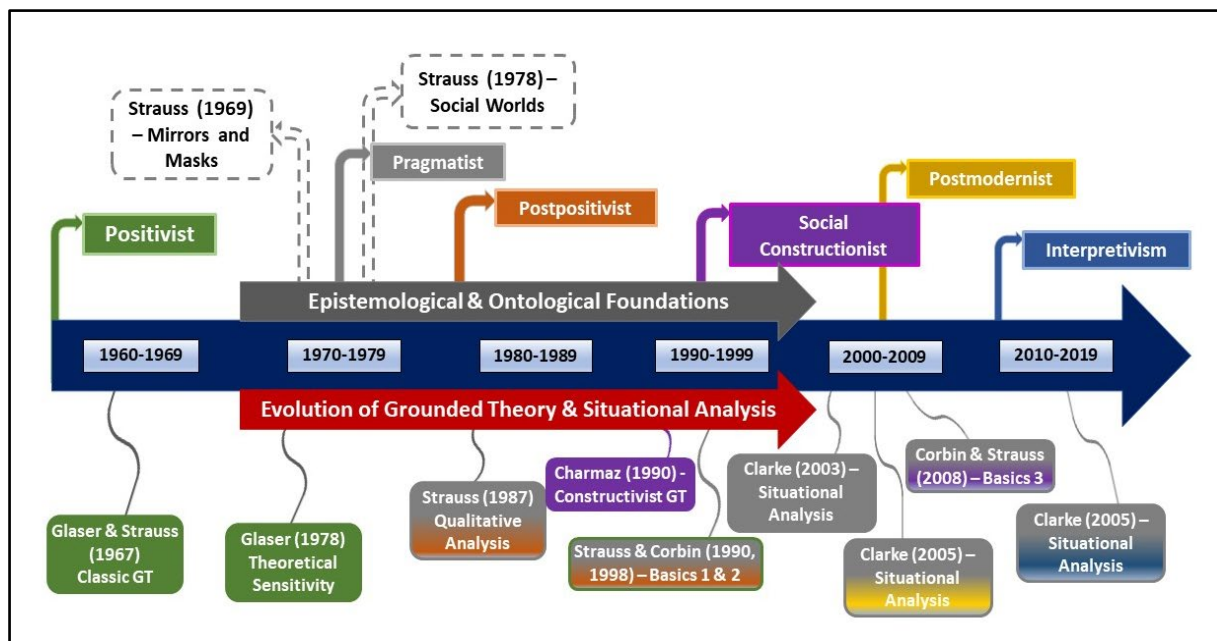 Strauss (1978) –
Social Worlds
Strauss (1969)
– Mirrors and
Masks
Pragmatist
Postmodernist
Postpositivist
Positivist
Social
Constructionist
Interpretivism
Epistemological & Ontological Foundations
1960-1969
1970-1979
1980-1989
1990-1999
2000-2009
2010-2019
Evolution of Grounded Theory & Situational Analysis
Glaser & Strauss
(1967)
Classic GT
Glaser (1978)
Theoretical
Sensitivity
Strauss (1987)
Qualitative
Analysis
Charmaz (1990) -
Constructivist GT
Strauss & Corbin (1990,
1998) – Basics 1 & 2
Clarke (2003) –
Situational
Analysis
Clarke (2005) –
Situational
Analysis
Corbin & Strauss
(2008) – Basics 3
Clarke (2005) –
Situational
Analysis